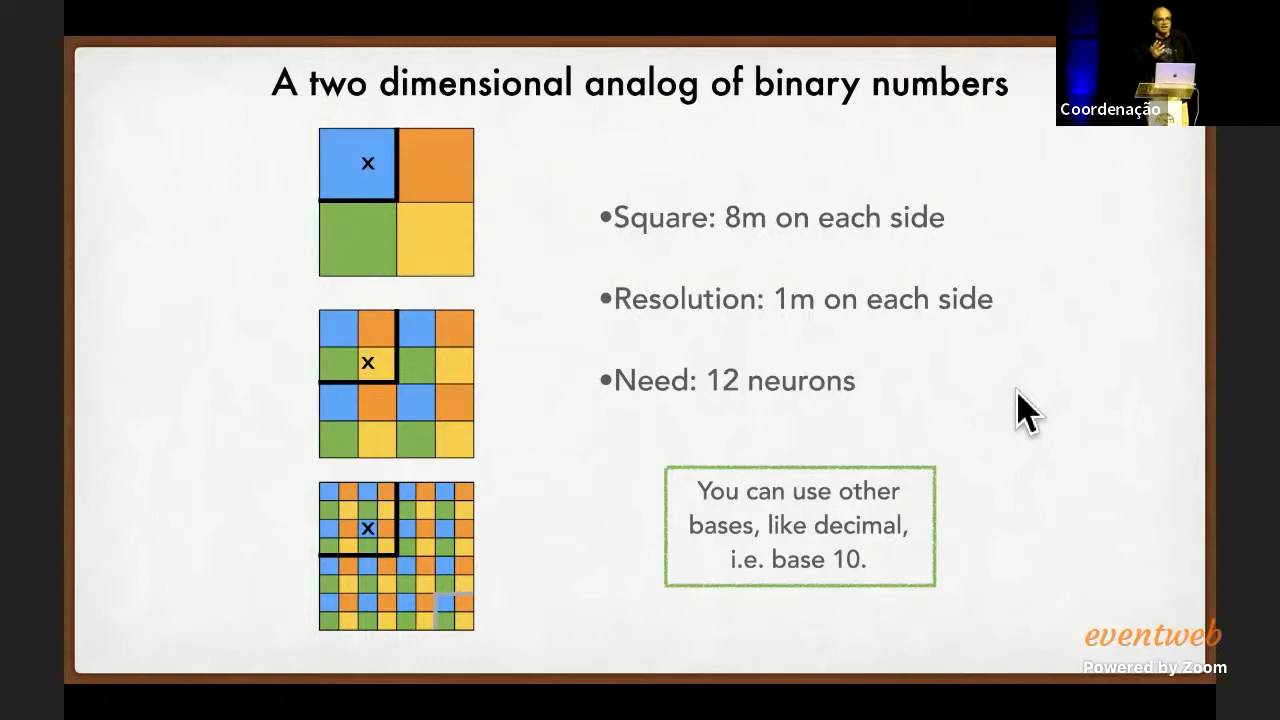 A two dimensional analog of binary numbers
Coordenação
x
•Square: 8m on each side
•Resolution: 1m on each side
x
•Need: 12 neurons
You can use other
bases, like decimal,
i.e. base 10.
x
eventweb
Powered by Zoom